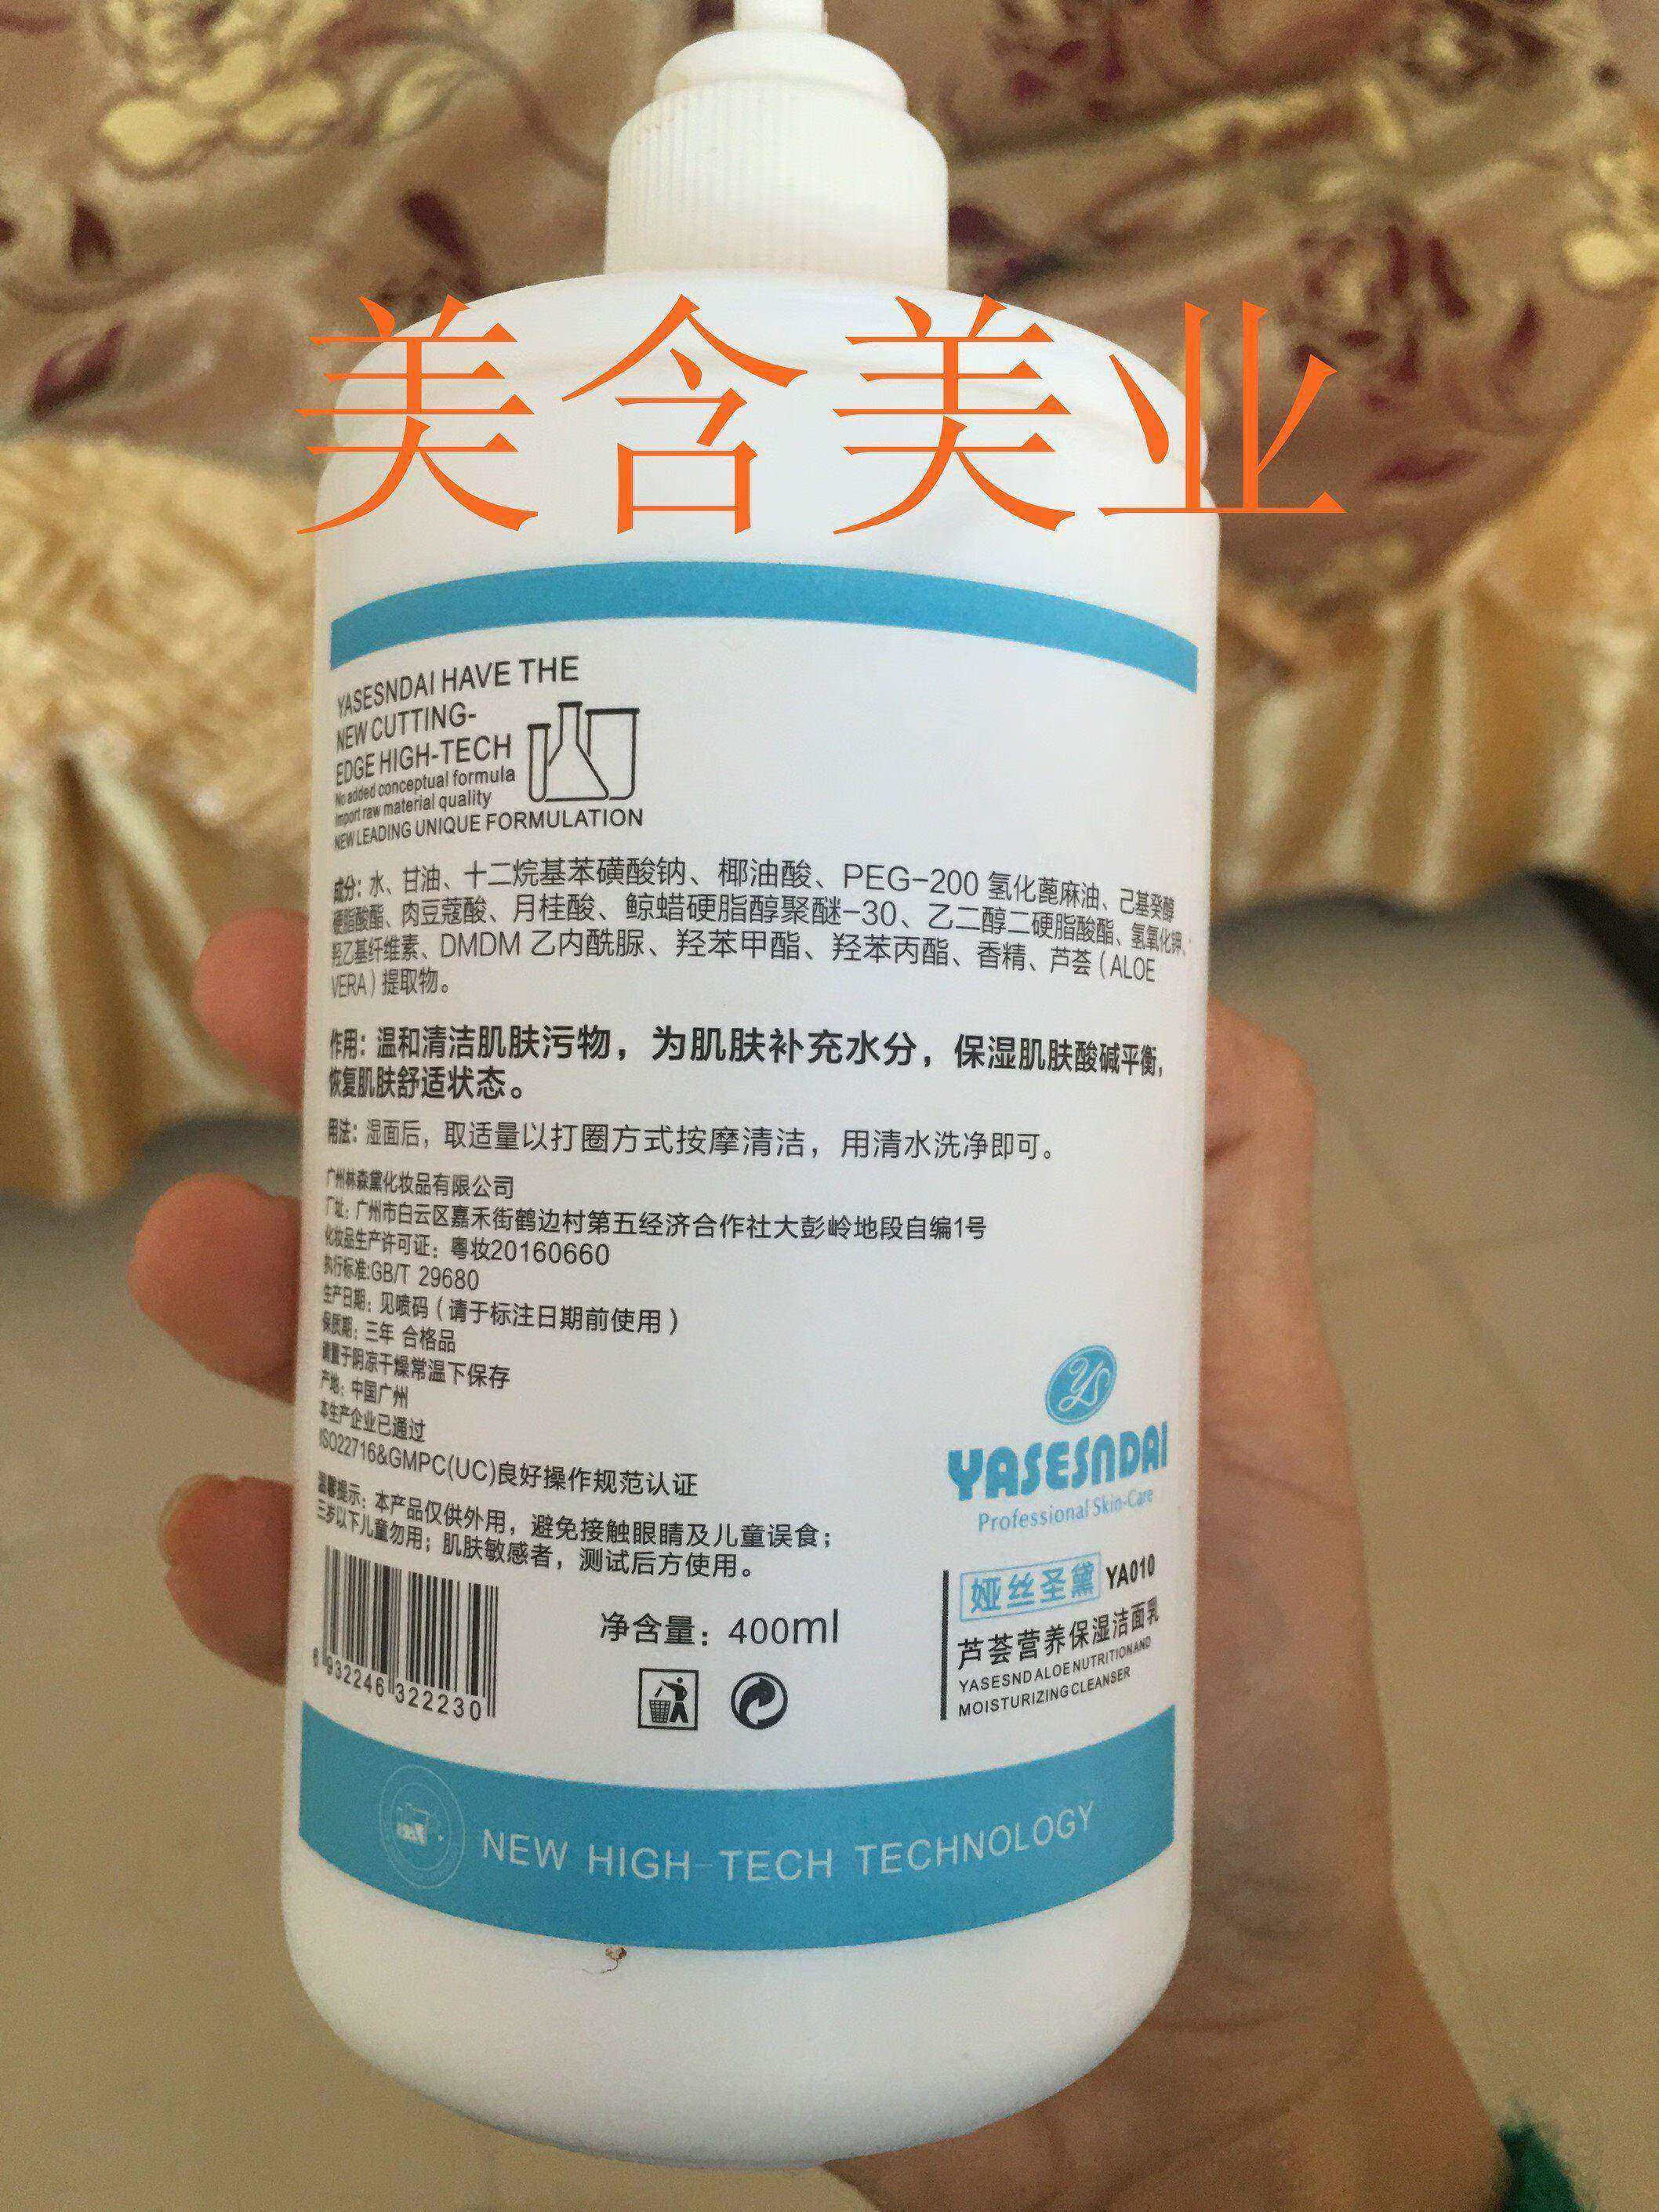 美含美业
YASESNDAI HAVE THE
NEW CUTTING-
EDGE HIGH-TECH
No added conceptual formula
Import raw material quality
NEW LEADING UNIQUE FORMULATION
成分：水、甘油、十二烷基苯磺酸钠、椰油酸、PEG-200 氢化蓖麻油、己基癸醇
硬脂酸酯、肉豆蔻酸、月桂酸、鲸蜡硬脂醇聚醚-30、乙二醇二硬脂酸酯、氢氧化钾、
羟乙基纤维素、DMDM 乙内酰脲、羟苯甲酯、羟苯丙酯、香精、芦荟（ALOE
VERA）提取物。
作用：温和清洁肌肤污物，为肌肤补充水分，保湿肌肤酸碱平衡，
恢复肌肤舒适状态。
用法：湿面后，取适量以打圈方式按摩清洁，用清水洗净即可。
广州林森黛化妆品有限公司
厂址：广州市白云区嘉禾街鹤边村第五经济合作社大彭岭地段自编1号
化妆品生产许可证：粤妆20160660
执行标准:GB/T 29680
生产日期：见喷码（请于标注日期前使用）
保质期：三年 合格品
请置于阴凉干燥常温下保存
产地：中国广州
本生产企业已通过
ISO22716&GMPC(UC)良好操作规范认证
温馨提示：本产品仅供外用，避免接触眼睛及儿童误食；
三岁以下儿童勿用；肌肤敏感者，测试后方使用。
6 932246 322230
净含量：400ml
YS
YASESNDAI
Professional Skin-Care
娅丝圣黛 YA010
芦荟营养保湿洁面乳
YASESND ALOE NUTRITION AND
MOISTURIZING CLEANSER
NEW HIGH-TECH TECHNOLOGY